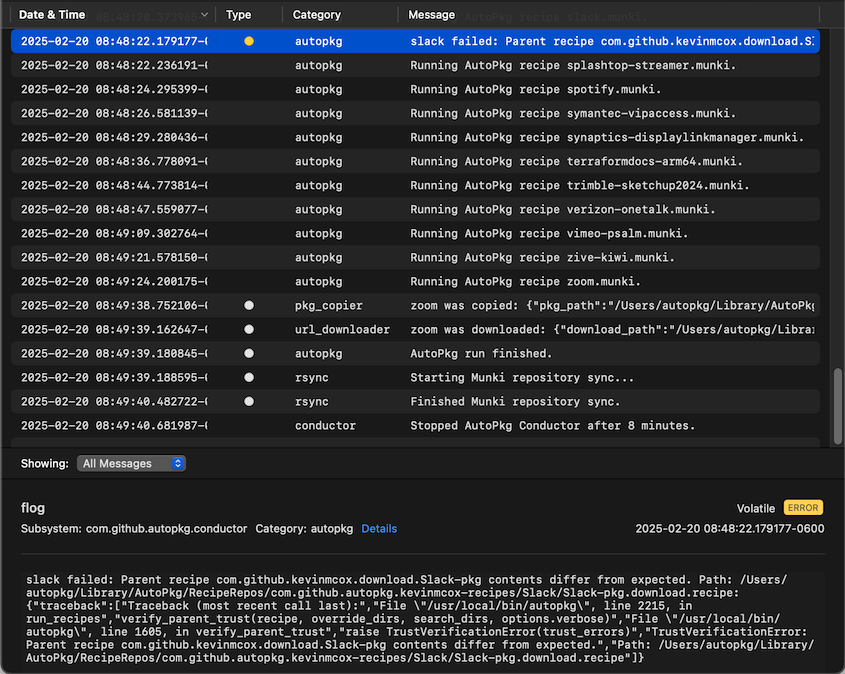 Date & Time Type Category Message
2025-02-20 08:48:22.179177-( autopkg slack failed: Parent recipe com.github.kevinmcox.download.Sl
2025-02-20 08:48:22.236191-( autopkg Running AutoPkg recipe splashtop-streamer.munki.
2025-02-20 08:48:24.295399-( autopkg Running AutoPkg recipe spotify.munki.
2025-02-20 08:48:26.581139-( autopkg Running AutoPkg recipe symantec-vipaccess.munki.
2025-02-20 08:48:29.280436-( autopkg Running AutoPkg recipe synaptics-displaylinkmanager.munki.
2025-02-20 08:48:36.778091-( autopkg Running AutoPkg recipe terraformdocs-arm64.munki.
2025-02-20 08:48:44.773814-( autopkg Running AutoPkg recipe trimble-sketchup2024.munki.
2025-02-20 08:48:47.559077-( autopkg Running AutoPkg recipe verizon-onetalk.munki.
2025-02-20 08:49:09.302764-( autopkg Running AutoPkg recipe vimeo-psalm.munki.
2025-02-20 08:49:21.578150-( autopkg Running AutoPkg recipe zive-kiwi.munki.
2025-02-20 08:49:24.200175-( autopkg Running AutoPkg recipe zoom.munki.
2025-02-20 08:49:38.752106-( pkg_copier zoom was copied: {"pkg_path":"/Users/autopkg/Library/AutoPkg
2025-02-20 08:49:39.162647-( url_downloader zoom was downloaded: {"download_path":"/Users/autopkg/Librar
2025-02-20 08:49:39.180845-( autopkg AutoPkg run finished.
2025-02-20 08:49:39.188595-( rsync Starting Munki repository sync...
2025-02-20 08:49:40.482722-( rsync Finished Munki repository sync.
2025-02-20 08:49:40.681987-( conductor Stopped AutoPkg Conductor after 8 minutes.
Showing: All Messages
flog Volatile ERROR
Subsystem: com.github.autopkg.conductor Category: autopkg Details 2025-02-20 08:48:22.179177-0600
slack failed: Parent recipe com.github.kevinmcox.download.Slack-pkg contents differ from expected. Path: /Users/
autopkg/Library/AutoPkg/RecipeRepos/com.github.autopkg.kevinmcox-recipes/Slack/Slack-pkg.download.recipe:
{"traceback":["Traceback (most recent call last):","File \"/usr/local/bin/autopkg\", line 2215, in
run_recipes","verify_parent_trust(recipe, override_dirs, search_dirs, options.verbose)","File \"/usr/local/bin/
autopkg\", line 1605, in verify_parent_trust","raise TrustVerificationError(trust_errors)","TrustVerificationError:
Parent recipe com.github.kevinmcox.download.Slack-pkg contents differ from expected.","Path: /Users/autopkg/Library/
AutoPkg/RecipeRepos/com.github.autopkg.kevinmcox-recipes/Slack/Slack-pkg.download.recipe"]}